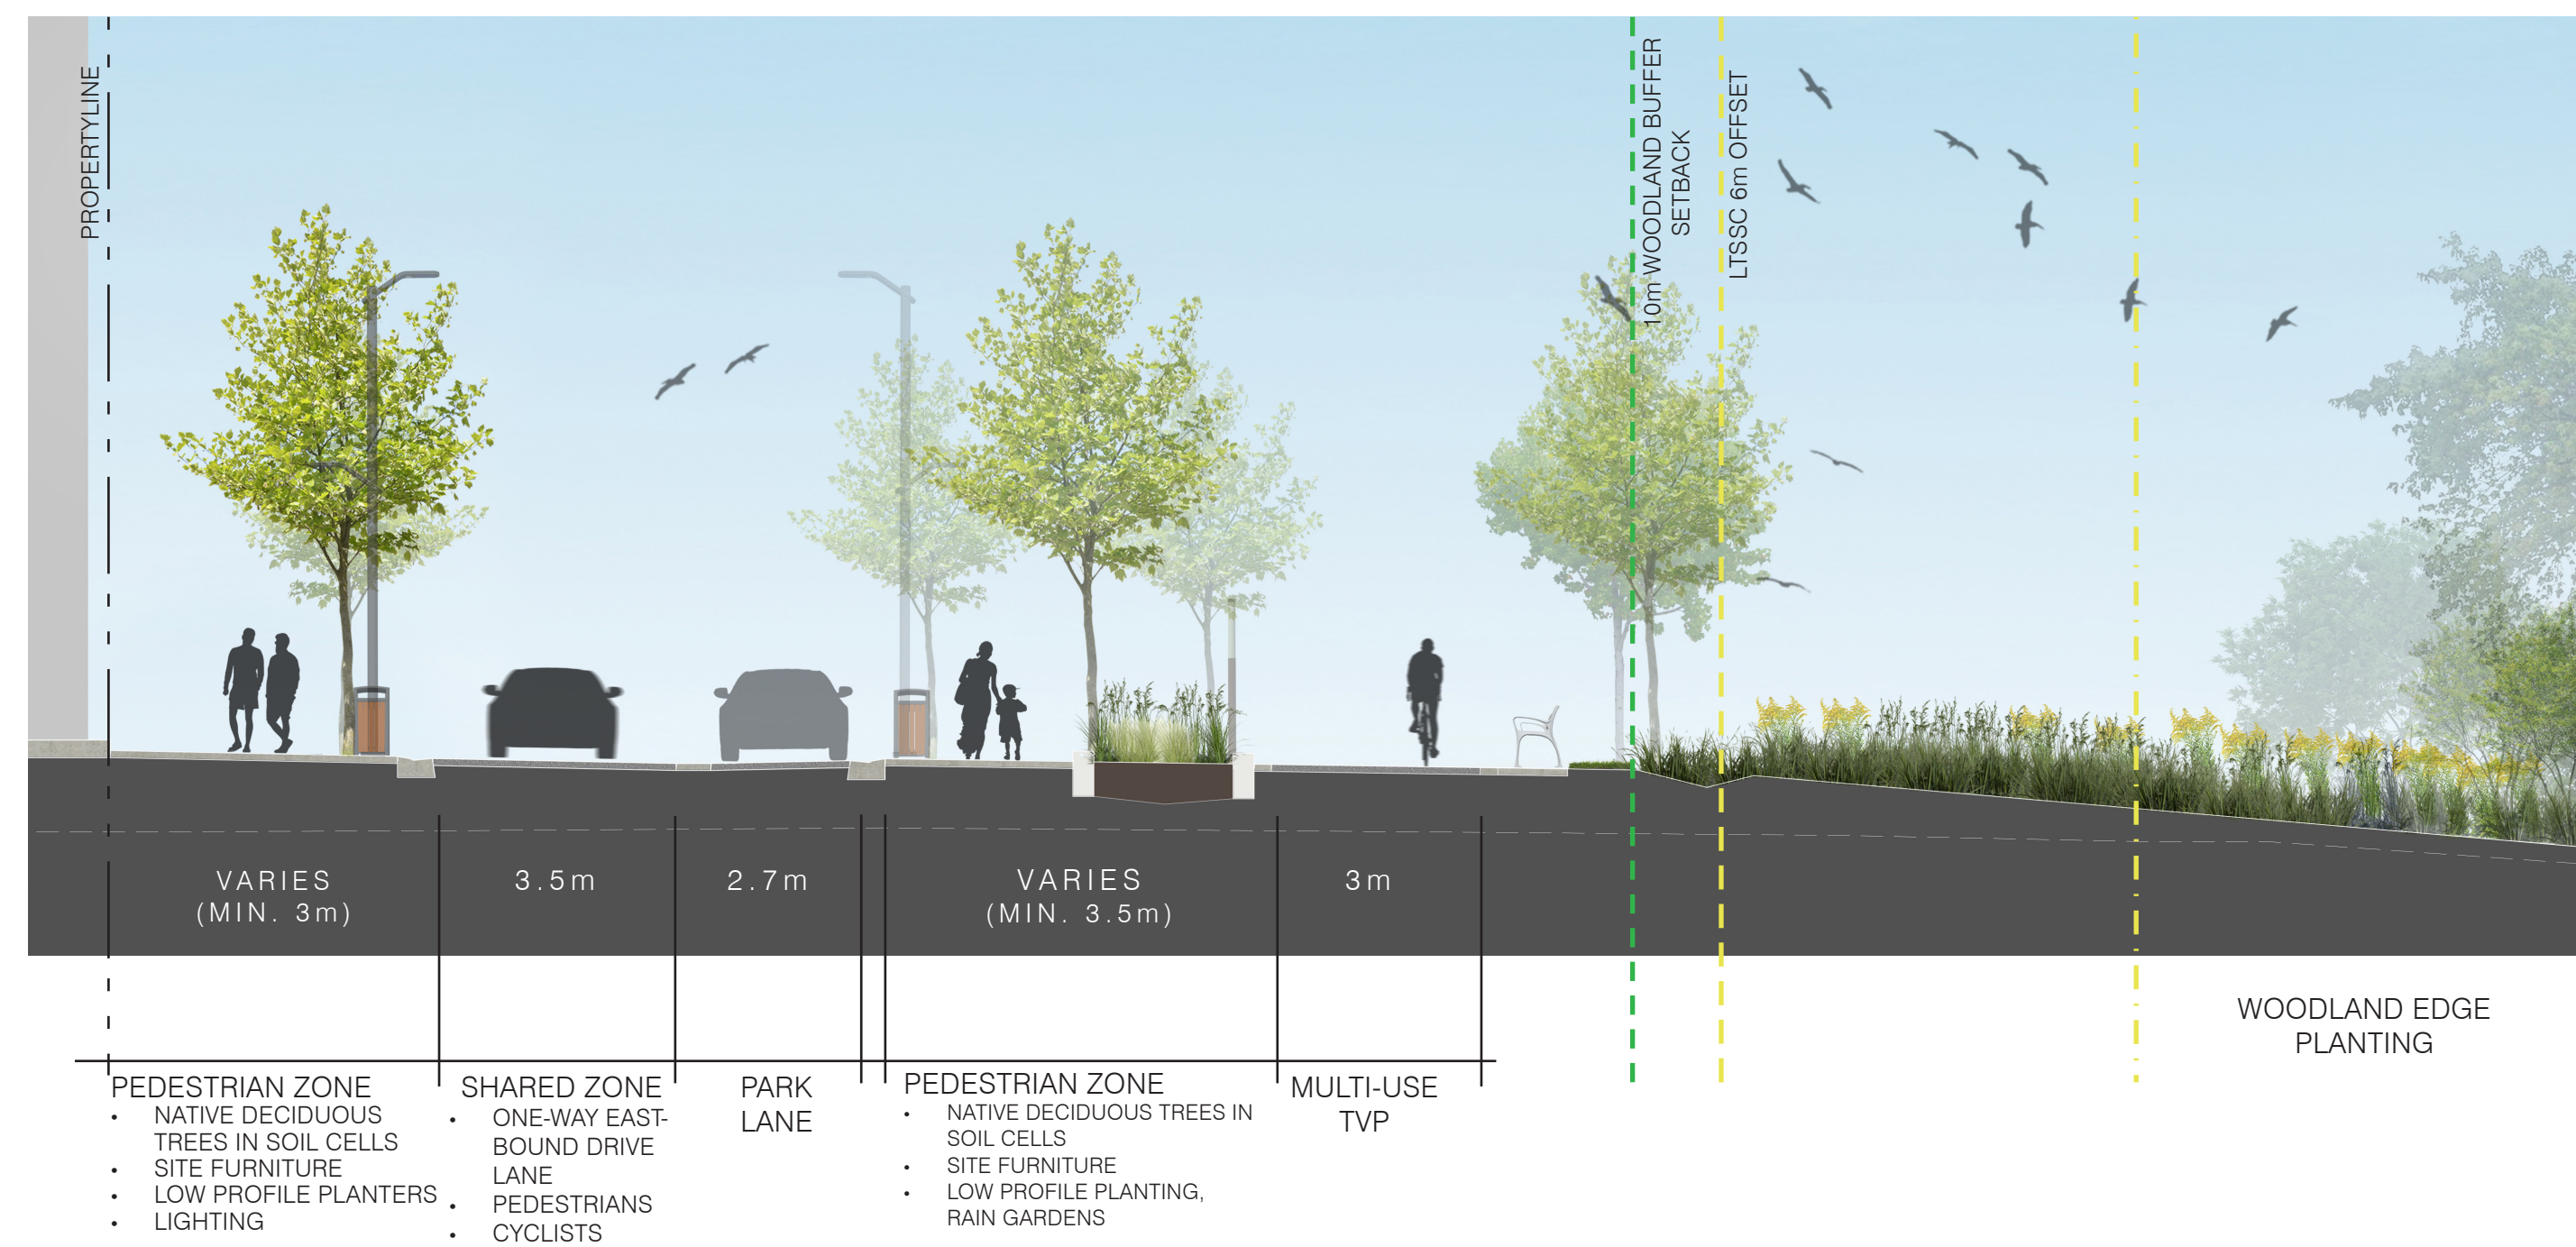 PROPERTYLINE
10m WOODLAND BUFFER
SETBACK
LTSSC 6m OFFSET
VARIES
(MIN. 3m)
3.5m
2.7m
VARIES
(MIN. 3.5m)
3m
WOODLAND EDGE
PLANTING
PEDESTRIAN ZONE
• NATIVE DECIDUOUS
TREES IN SOIL CELLS
• SITE FURNITURE
• LOW PROFILE PLANTERS
• LIGHTING
SHARED ZONE
• ONE-WAY EAST-
BOUND DRIVE
LANE
• PEDESTRIANS
• CYCLISTS
PARK
LANE
PEDESTRIAN ZONE
• NATIVE DECIDUOUS TREES IN
SOIL CELLS
• SITE FURNITURE
• LOW PROFILE PLANTING,
RAIN GARDENS
MULTI-USE
TVP